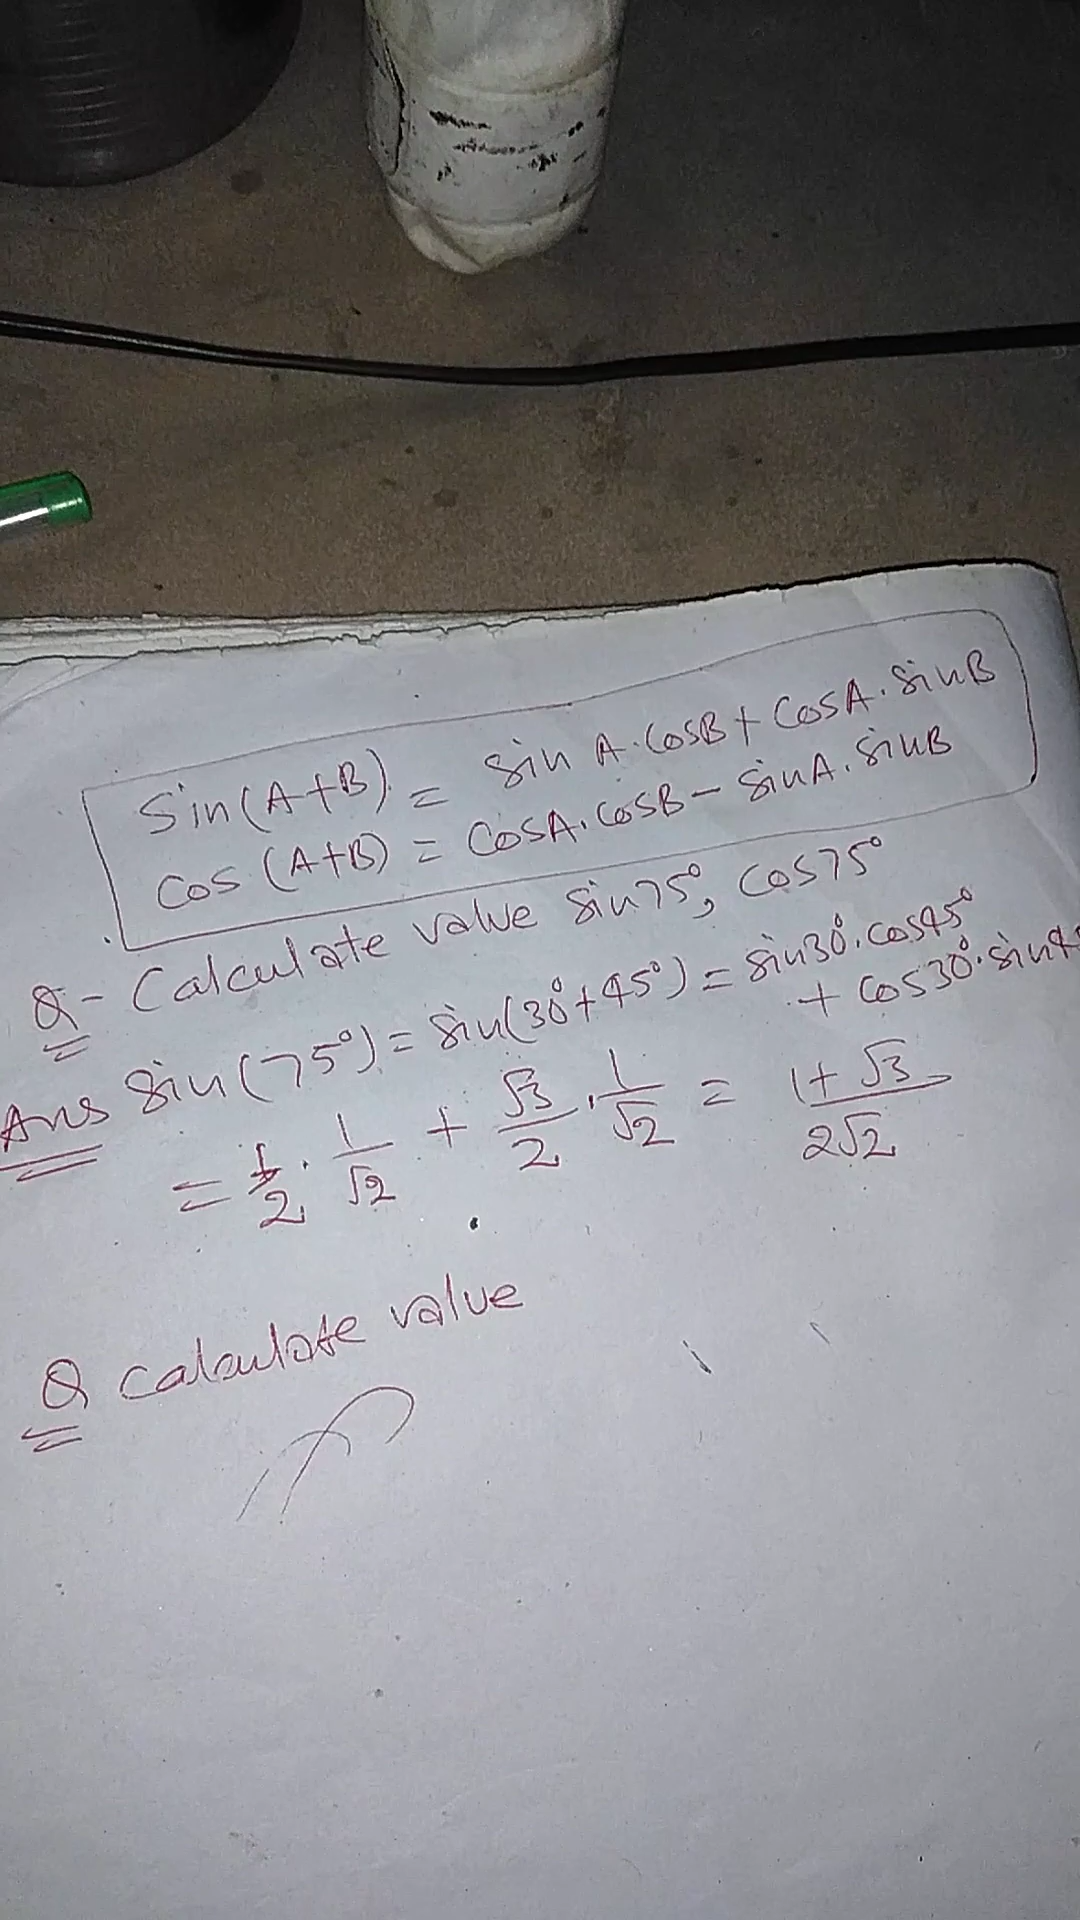 Sin(A+B) = sin A. CosB + CosA. SinB
Cos (A+B) = CosA. CosB - SinA. SinB
Q - Calculate value Sin75°, Cos75°
Ans Sin(75°) = Sin(30°+45°) = Sin30°. Cos45°
+ Cos30°. Sin4
= 1/2 . 1/√2 + √3/2 . 1/√2 = 1+√3/2√2
Q Calculate value